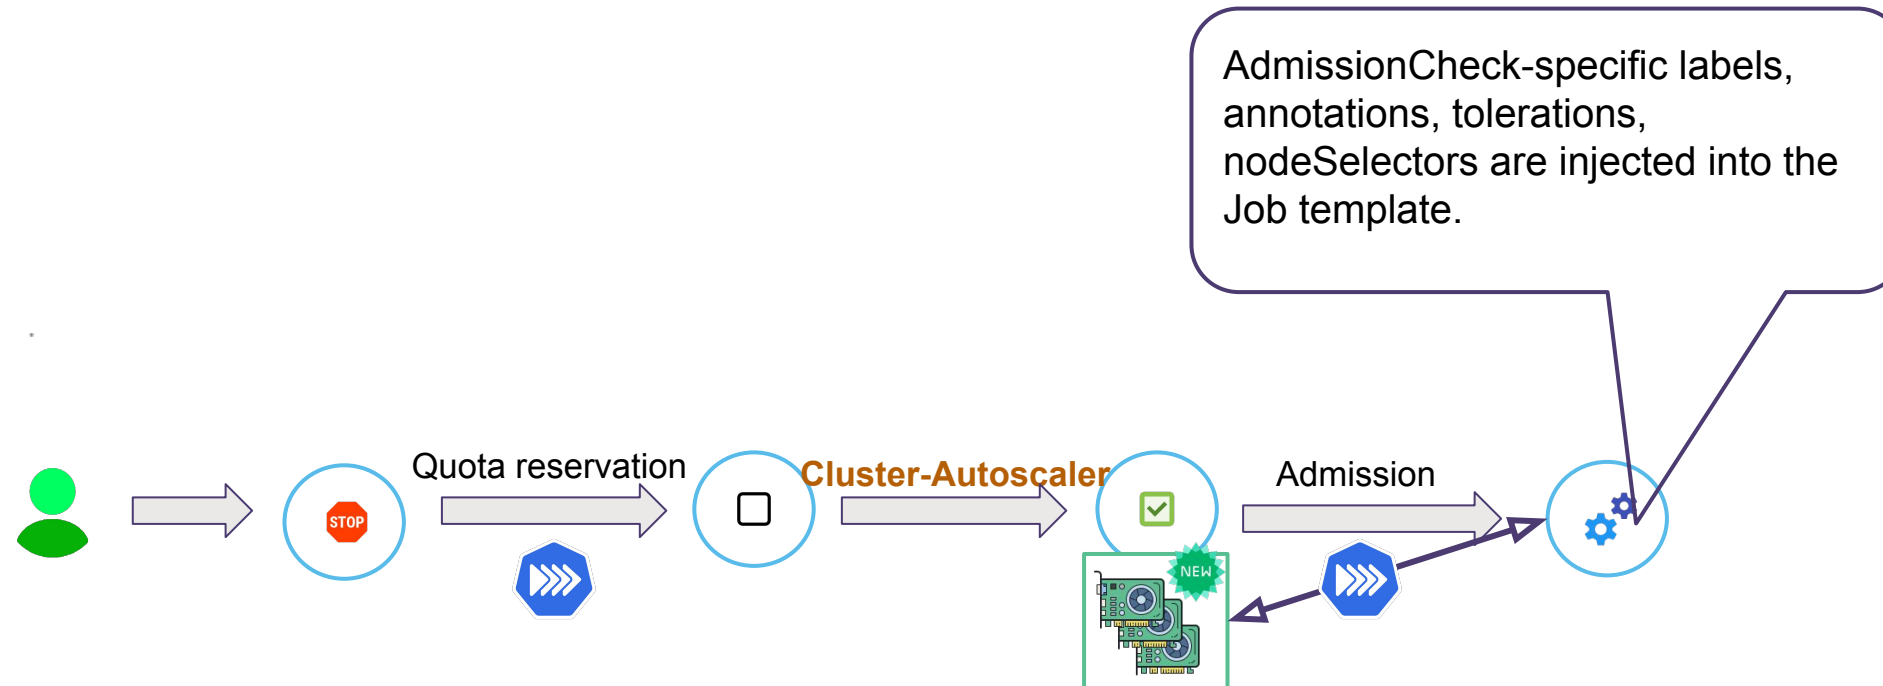 AdmissionCheck-specific labels,
annotations, tolerations,
nodeSelectors are injected into the
Job template.
Quota reservation
Cluster-Autoscaler
Admission
STOP
NEW